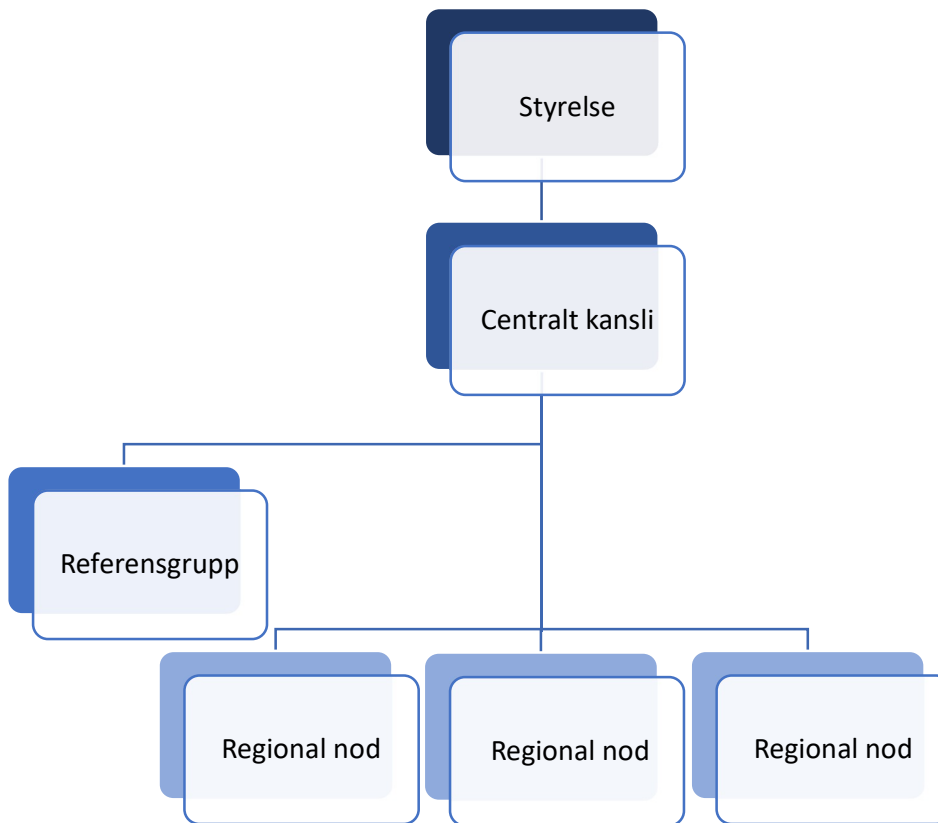 Styrelse
Centralt kansli
Referensgrupp
Regional nod
Regional nod
Regional nod